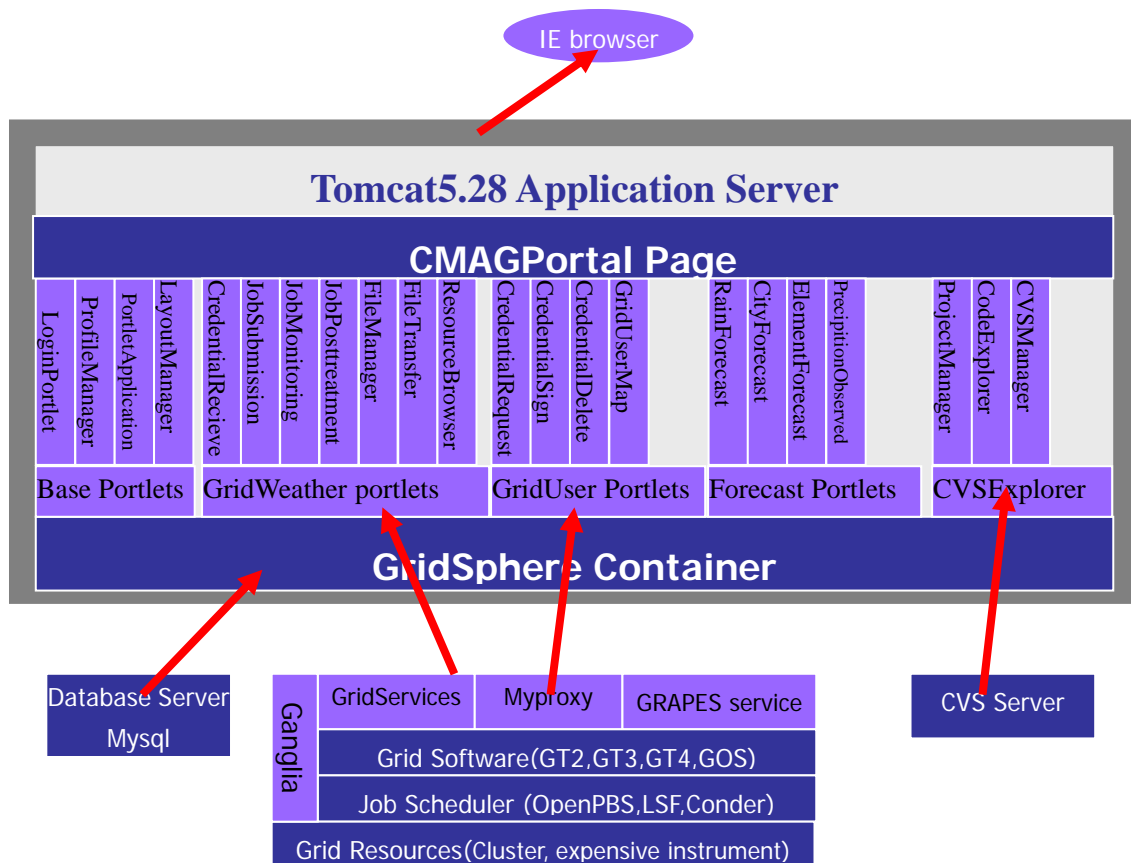 IE browser
Tomcat5.28 Application Server
CMAGPortal Page
LoginPortlet
ProfileManager
PortletApplication
LayoutManager
CredentialRecieve
JobSubmission
JobMonitoring
JobPosttreatment
FileManager
FileTransfer
ResourceBrowser
CredentialRequest
CredentialSign
CredentialDelete
GridUserMap
RainForecast
CityForecast
ElementForecast
PrecipitionObserved
ProjectManager
CodeExplorer
CVSManager
Base Portlets
GridWeather portlets
GridUser Portlets
Forecast Portlets
CVSExplorer
GridSphere Container
Database Server
Mysql
Ganglia
GridServices
Myproxy
GRAPES service
Grid Software(GT2,GT3,GT4,GOS)
Job Scheduler (OpenPBS,LSF,Conder)
Grid Resources(Cluster, expensive instrument)
CVS Server